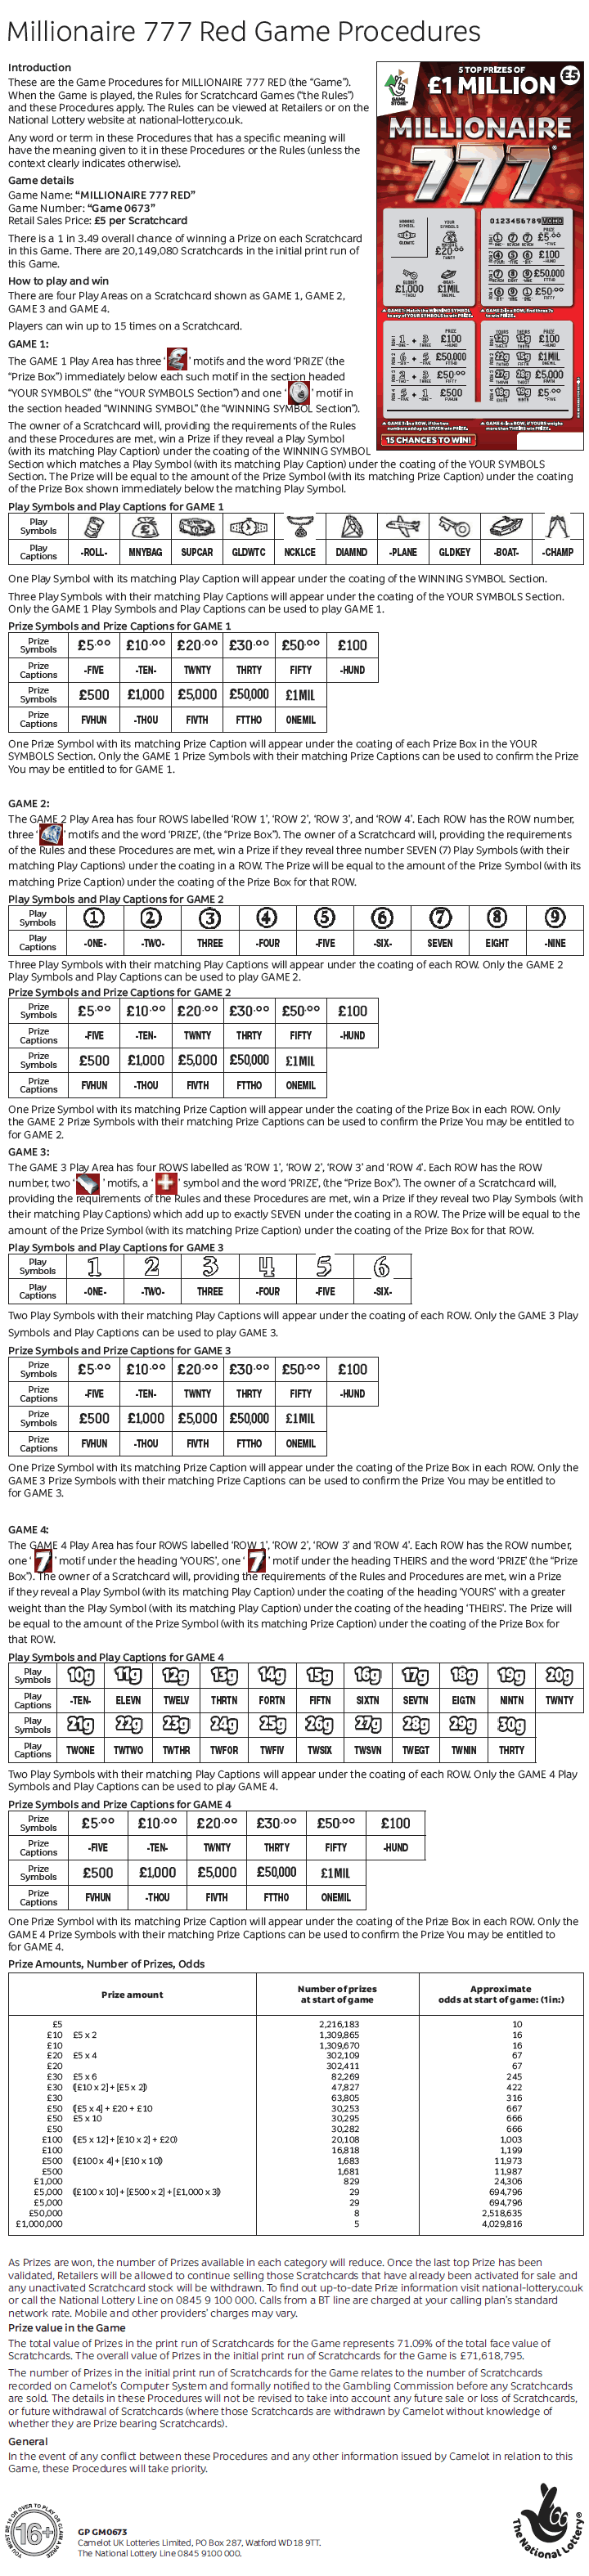 Millionaire 777 Red Game Procedures
Introduction
These are the Game Procedures for MILLIONAIRE 777 RED (the “Game”).
When the Game is played, the Rules for Scratchcard Games (“the Rules”)
and these Procedures apply. The Rules can be viewed at Retailers or on the
National Lottery website at national-lottery.co.uk.
Any word or term in these Procedures that has a specific meaning will
have the meaning given to it in these Procedures or the Rules (unless the
context clearly indicates otherwise).
Game details
Game Name: “MILLIONAIRE 777 RED”
Game Number: “Game 0673”
Retail Sales Price: £5 per Scratchcard
There is a 1 in 3.49 overall chance of winning a Prize on each Scratchcard
in this Game. There are 20,149,080 Scratchcards in the initial print run of
this Game.
How to play and win
There are four Play Areas on a Scratchcard shown as GAME 1, GAME 2,
GAME 3 and GAME 4.
Players can win up to 15 times on a Scratchcard.
5 TOP PRIZES OF
£1 MILLION
£5
GAME STORE
MILLIONAIRE
777
WINNING SYMBOL
YOUR SYMBOLS
0123456789
£20.00
£1,000
£1MIL
£5.00
£100
£50,000
£50.00
£100
£50,000
£50.00
£500
£100
£1MIL
£5,000
£5.00
15 CHANCES TO WIN!
GAME 1:
The GAME 1 Play Area has three ‘ ’ motifs and the word ‘PRIZE’ (the
“Prize Box”) immediately below each such motif in the section headed
“YOUR SYMBOLS” (the “YOUR SYMBOLS Section”) and one ‘ ’ motif in
the section headed “WINNING SYMBOL” (the “WINNING SYMBOL Section”).
The owner of a Scratchcard will, providing the requirements of the Rules
and these Procedures are met, win a Prize if they reveal a Play Symbol
(with its matching Play Caption) under the coating of the WINNING SYMBOL
Section which matches a Play Symbol (with its matching Play Caption) under the coating of the YOUR SYMBOLS
Section. The Prize will be equal to the amount of the Prize Symbol (with its matching Prize Caption) under the coating
of the Prize Box shown immediately below the matching Play Symbol.
Play Symbols and Play Captions for GAME 1
Play Symbols
Play Captions -ROLL- MNYBAG SUPCAR GLDWTC NCKLCE DIAMND -PLANE GLDKEY -BOAT- -CHAMP
One Play Symbol with its matching Play Caption will appear under the coating of the WINNING SYMBOL Section.
Three Play Symbols with their matching Play Captions will appear under the coating of the YOUR SYMBOLS Section.
Only the GAME 1 Play Symbols and Play Captions can be used to play GAME 1.
Prize Symbols and Prize Captions for GAME 1
Prize Symbols £5.00 £10.00 £20.00 £30.00 £50.00 £100
Prize Captions -FIVE -TEN- TWNTY THRTY FIFTY -HUND
Prize Symbols £500 £1,000 £5,000 £50,000 £1MIL
Prize Captions FVHUN -THOU FIVTH FTTHO ONEMIL
One Prize Symbol with its matching Prize Caption will appear under the coating of each Prize Box in the YOUR
SYMBOLS Section. Only the GAME 1 Prize Symbols with their matching Prize Captions can be used to confirm the Prize
You may be entitled to for GAME 1.
GAME 2:
The GAME 2 Play Area has four ROWS labelled ‘ROW 1’, ‘ROW 2’, ‘ROW 3’, and ‘ROW 4’. Each ROW has the ROW number,
three ‘ ’ motifs and the word ‘PRIZE’, (the “Prize Box”). The owner of a Scratchcard will, providing the requirements
of the Rules and these Procedures are met, win a Prize if they reveal three number SEVEN (7) Play Symbols (with their
matching Play Captions) under the coating in a ROW. The Prize will be equal to the amount of the Prize Symbol (with its
matching Prize Caption) under the coating of the Prize Box for that ROW.
Play Symbols and Play Captions for GAME 2
Play Symbols 1 2 3 4 5 6 7 8 9
Play Captions -ONE- -TWO- THREE -FOUR -FIVE -SIX- SEVEN EIGHT -NINE
Three Play Symbols with their matching Play Captions will appear under the coating of each ROW. Only the GAME 2
Play Symbols and Play Captions can be used to play GAME 2.
Prize Symbols and Prize Captions for GAME 2
Prize Symbols £5.00 £10.00 £20.00 £30.00 £50.00 £100
Prize Captions -FIVE -TEN- TWNTY THRTY FIFTY -HUND
Prize Symbols £500 £1,000 £5,000 £50,000 £1MIL
Prize Captions FVHUN -THOU FIVTH FTTHO ONEMIL
One Prize Symbol with its matching Prize Caption will appear under the coating of the Prize Box in each ROW. Only
the GAME 2 Prize Symbols with their matching Prize Captions can be used to confirm the Prize You may be entitled to
for GAME 2.
GAME 3:
The GAME 3 Play Area has four ROWS labelled as ‘ROW 1’, ‘ROW 2’, ‘ROW 3’ and ‘ROW 4’. Each ROW has the ROW
number, two ‘ ’ motifs, a ‘ + ’ symbol and the word ‘PRIZE’, (the “Prize Box”). The owner of a Scratchcard will,
providing the requirements of the Rules and these Procedures are met, win a Prize if they reveal two Play Symbols (with
their matching Play Captions) which add up to exactly SEVEN under the coating in a ROW. The Prize will be equal to the
amount of the Prize Symbol (with its matching Prize Caption) under the coating of the Prize Box for that ROW.
Play Symbols and Play Captions for GAME 3
Play Symbols 1 2 3 4 5 6
Play Captions -ONE- -TWO- THREE -FOUR -FIVE -SIX-
Two Play Symbols with their matching Play Captions will appear under the coating of each ROW. Only the GAME 3 Play
Symbols and Play Captions can be used to play GAME 3.
Prize Symbols and Prize Captions for GAME 3
Prize Symbols £5.00 £10.00 £20.00 £30.00 £50.00 £100
Prize Captions -FIVE -TEN- TWNTY THRTY FIFTY -HUND
Prize Symbols £500 £1,000 £5,000 £50,000 £1MIL
Prize Captions FVHUN -THOU FIVTH FTTHO ONEMIL
One Prize Symbol with its matching Prize Caption will appear under the coating of the Prize Box in each ROW. Only the
GAME 3 Prize Symbols with their matching Prize Captions can be used to confirm the Prize You may be entitled to
for GAME 3.
GAME 4:
The GAME 4 Play Area has four ROWS labelled ‘ROW 1’, ‘ROW 2’, ‘ROW 3’ and ‘ROW 4’. Each ROW has the ROW number,
one ‘ 7 ’ motif under the heading ‘YOURS’, one ‘ 7 ’ motif under the heading THEIRS and the word ‘PRIZE’ (the “Prize
Box”). The owner of a Scratchcard will, providing the requirements of the Rules and Procedures are met, win a Prize
if they reveal a Play Symbol (with its matching Play Caption) under the coating of the heading ‘YOURS’ with a greater
weight than the Play Symbol (with its matching Play Caption) under the coating of the heading ‘THEIRS’. The Prize will
be equal to the amount of the Prize Symbol (with its matching Prize Caption) under the coating of the Prize Box for
that ROW.
Play Symbols and Play Captions for GAME 4
Play Symbols 10g 11g 12g 13g 14g 15g 16g 17g 18g 19g 20g
Play Captions -TEN- ELEVN TWELV THRTN FORTN FIFTN SIXTN SEVTN EIGTN NINTN TWNTY
Play Symbols 21g 22g 23g 24g 25g 26g 27g 28g 29g 30g
Play Captions TWONE TWTWO TWTHR TWFOR TWFIV TWSIX TWSVN TWEGT TWNIN THRTY
Two Play Symbols with their matching Play Captions will appear under the coating of each ROW. Only the GAME 4 Play
Symbols and Play Captions can be used to play GAME 4.
Prize Symbols and Prize Captions for GAME 4
Prize Symbols £5.00 £10.00 £20.00 £30.00 £50.00 £100
Prize Captions -FIVE -TEN- TWNTY THRTY FIFTY -HUND
Prize Symbols £500 £1,000 £5,000 £50,000 £1MIL
Prize Captions FVHUN -THOU FIVTH FTTHO ONEMIL
One Prize Symbol with its matching Prize Caption will appear under the coating of the Prize Box in each ROW. Only the
GAME 4 Prize Symbols with their matching Prize Captions can be used to confirm the Prize You may be entitled to
for GAME 4.
Prize Amounts, Number of Prizes, Odds
Prize amount Number of prizes at start of game Approximate odds at start of game: (1 in:)
£5 2,216,183 10
£10 £5 x 2 1,309,865 16
£10 1,309,670 16
£20 £5 x 4 302,109 67
£20 302,411 67
£30 £5 x 6 82,269 245
£30 ((£10 x 2) + (£5 x 2)) 47,827 422
£30 63,805 316
£50 ((£5 x 4) + £20 + £10 30,253 667
£50 £5 x 10 30,295 666
£50 30,282 666
£100 ((£5 x 12) + (£10 x 2) + £20) 20,108 1,003
£100 16,818 1,199
£500 ((£100 x 4) + (£10 x 10)) 1,683 11,973
£500 1,681 11,987
£1,000 829 24,306
£5,000 ((£100 x 10) + (£500 x 2) + (£1,000 x 3)) 29 694,796
£5,000 29 694,796
£50,000 8 2,518,635
£1,000,000 5 4,029,816
As Prizes are won, the number of Prizes available in each category will reduce. Once the last top Prize has been
validated, Retailers will be allowed to continue selling those Scratchcards that have already been activated for sale and
any unactivated Scratchcard stock will be withdrawn. To find out up-to-date Prize information visit national-lottery.co.uk
or call the National Lottery Line on 0845 9 100 000. Calls from a BT line are charged at your calling plan’s standard
network rate. Mobile and other providers’ charges may vary.
Prize value in the Game
The total value of Prizes in the print run of Scratchcards for the Game represents 71.09% of the total face value of
Scratchcards. The overall value of Prizes in the initial print run of Scratchcards for the Game is £71,618,795.
The number of Prizes in the initial print run of Scratchcards for the Game relates to the number of Scratchcards
recorded on Camelot’s Computer System and formally notified to the Gambling Commission before any Scratchcards
are sold. The details in these Procedures will not be revised to take into account any future sale or loss of Scratchcards,
or future withdrawal of Scratchcards (where those Scratchcards are withdrawn by Camelot without knowledge of
whether they are Prize bearing Scratchcards).
General
In the event of any conflict between these Procedures and any other information issued by Camelot in relation to this
Game, these Procedures will take priority.
YOU MUST BE 16 OR OVER TO PLAY OR CLAIM A PRIZE
16+
GP GM0673
Camelot UK Lotteries Limited, PO Box 287, Watford WD18 9TT.
The National Lottery Line 0845 9100 000.
The National Lottery®